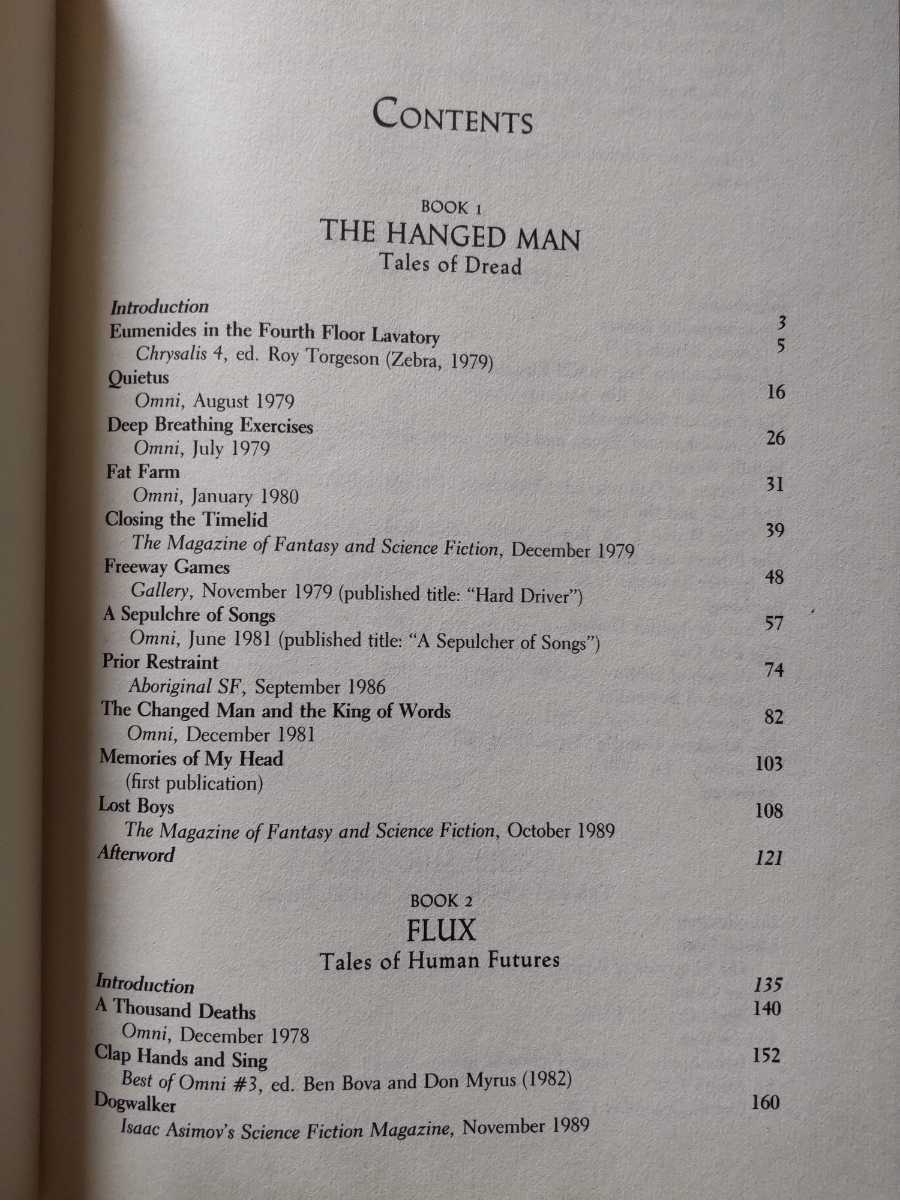 CONTENTS
BOOK 1
THE HANGED MAN
Tales of Dread
Introduction 3
Eumenides in the Fourth Floor Lavatory 5
Chrysalis 4, ed. Roy Torgeson (Zebra, 1979)
Quietus 16
Omni, August 1979
Deep Breathing Exercises 26
Omni, July 1979
Fat Farm 31
Omni, January 1980
Closing the Timelid 39
The Magazine of Fantasy and Science Fiction, December 1979
Freeway Games 48
Gallery, November 1979 (published title: “Hard Driver”)
A Sepulchre of Songs 57
Omni, June 1981 (published title: “A Sepulcher of Songs”)
Prior Restraint 74
Aboriginal SF, September 1986
The Changed Man and the King of Words 82
Omni, December 1981
Memories of My Head 103
(first publication)
Lost Boys 108
The Magazine of Fantasy and Science Fiction, October 1989
Afterword 121
BOOK 2
FLUX
Tales of Human Futures
Introduction 135
A Thousand Deaths 140
Omni, December 1978
Clap Hands and Sing 152
Best of Omni #3, ed. Ben Bova and Don Myrus (1982)
Dogwalker 160
Isaac Asimov's Science Fiction Magazine, November 1989